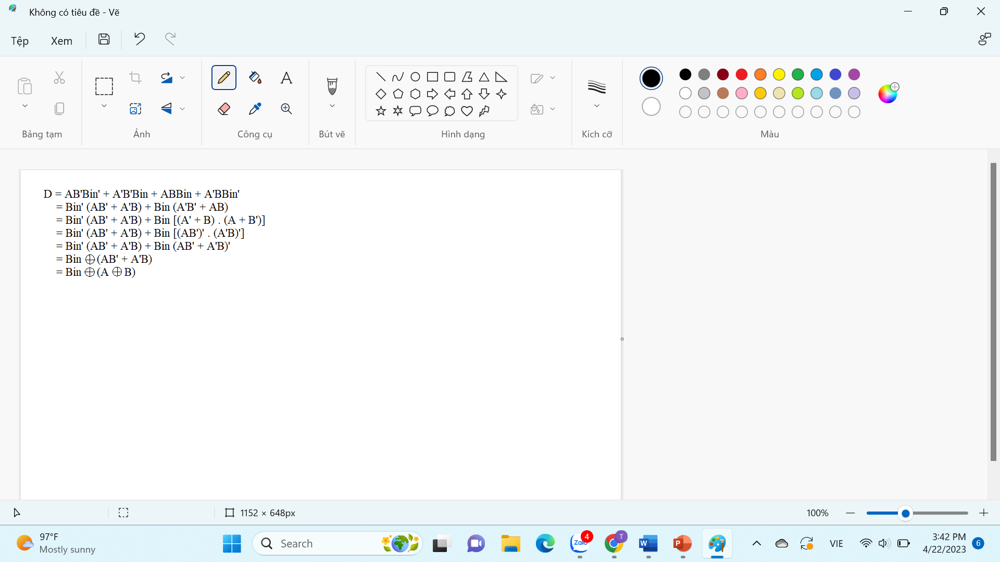 Không có tiêu đề - Vẽ
Tệp Xem
Bảng tạm
Ảnh
Công cụ
Bút vẽ
Hình dạng
Kích cỡ
Màu
D = AB'Bin' + A'B'Bin + ABBin + A'BBin'
= Bin' (AB' + A'B) + Bin (A'B' + AB)
= Bin' (AB' + A'B) + Bin [(A' + B) . (A + B')]
= Bin' (AB' + A'B) + Bin [(AB')' . (A'B)']
= Bin' (AB' + A'B) + Bin (AB' + A'B)'
= Bin ⊕ (AB' + A'B)
= Bin ⊕ (A ⊕ B)
1152 × 648px
100%
97°F
Mostly sunny
Search
Zalo
4
T
W
P
VIE
3:42 PM
4/22/2023
6